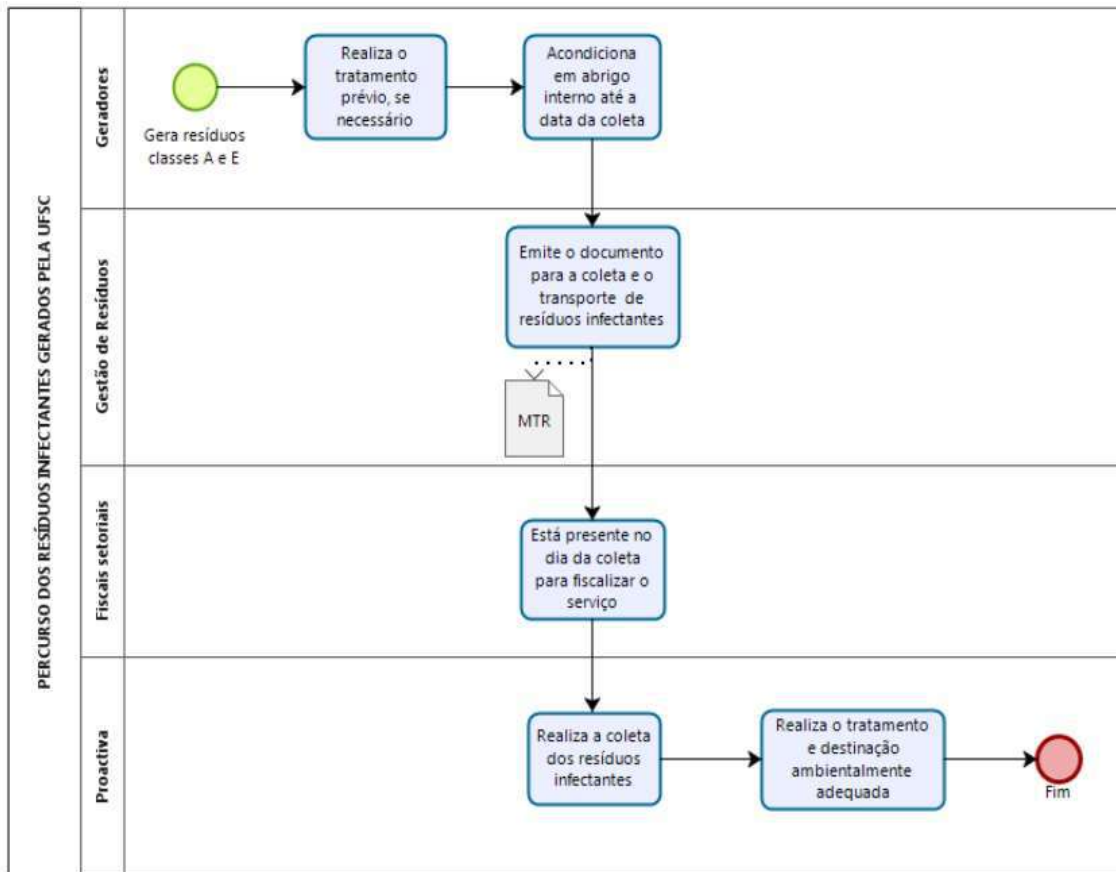 PERCURSO DOS RESÍDUOS INFECTANTES GERADOS PELA UFSC
Geradores
Gera resíduos
classes A e E
Realiza o
tratamento
prévio, se
necessário
Acondiciona
em abrigo
interno até a
data da coleta
Gestão de Resíduos
Emite o documento
para a coleta e o
transporte de
resíduos infectantes
MTR
Fiscais setoriais
Está presente no
dia da coleta
para fiscalizar o
serviço
Proactiva
Realiza a coleta
dos resíduos
infectantes
Realiza o tratamento
e destinação
ambientalmente
adequada
Fim